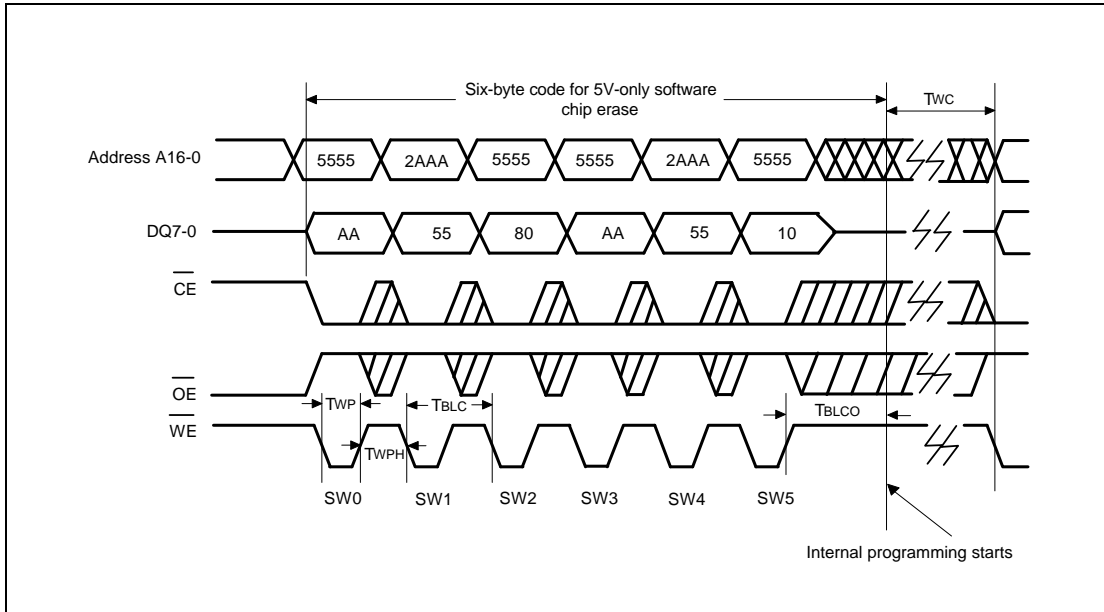 Six-byte code for 5V-only software
chip erase
TWC
Address A16-0
5555
2AAA
5555
5555
2AAA
5555
DQ7-0
AA
55
80
AA
55
10
CE
OE
TWP
TBLC
TBLCO
WE
TWPH
SW0
SW1
SW2
SW3
SW4
SW5
Internal programming starts